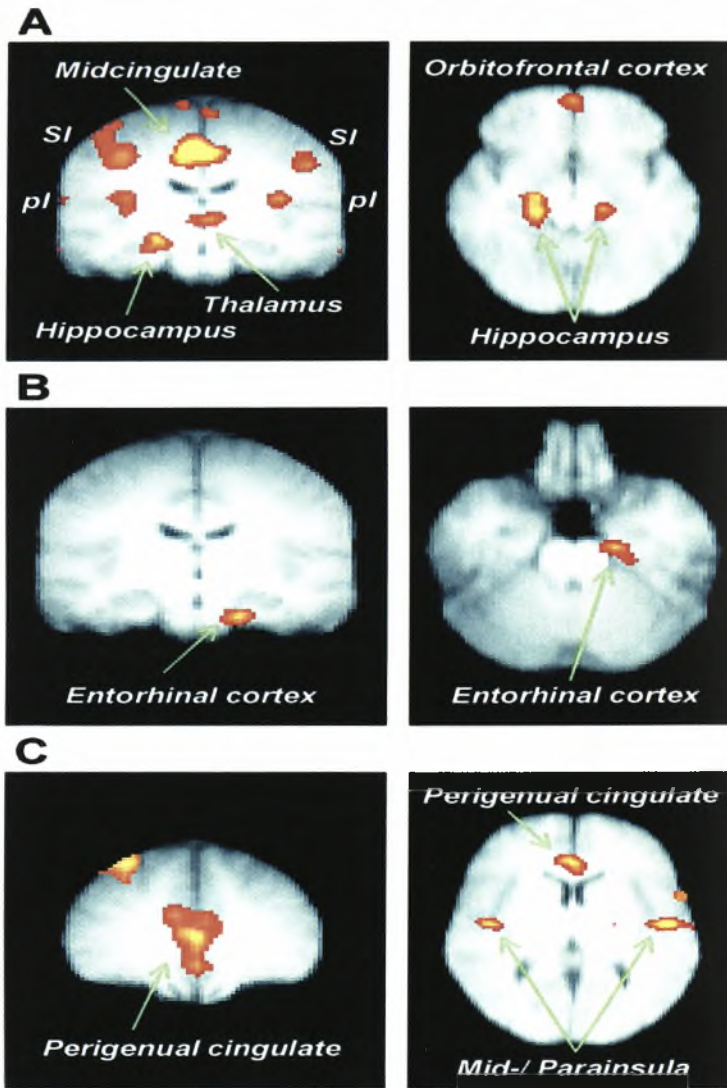 A
Midcingulate
SI
SI
pI
pI
Thalamus
Hippocampus
Orbitofrontal cortex
Hippocampus
B
Entorhinal cortex
Entorhinal cortex
C
Perigenual cingulate
Perigenual cingulate
Mid-/ Parainsula